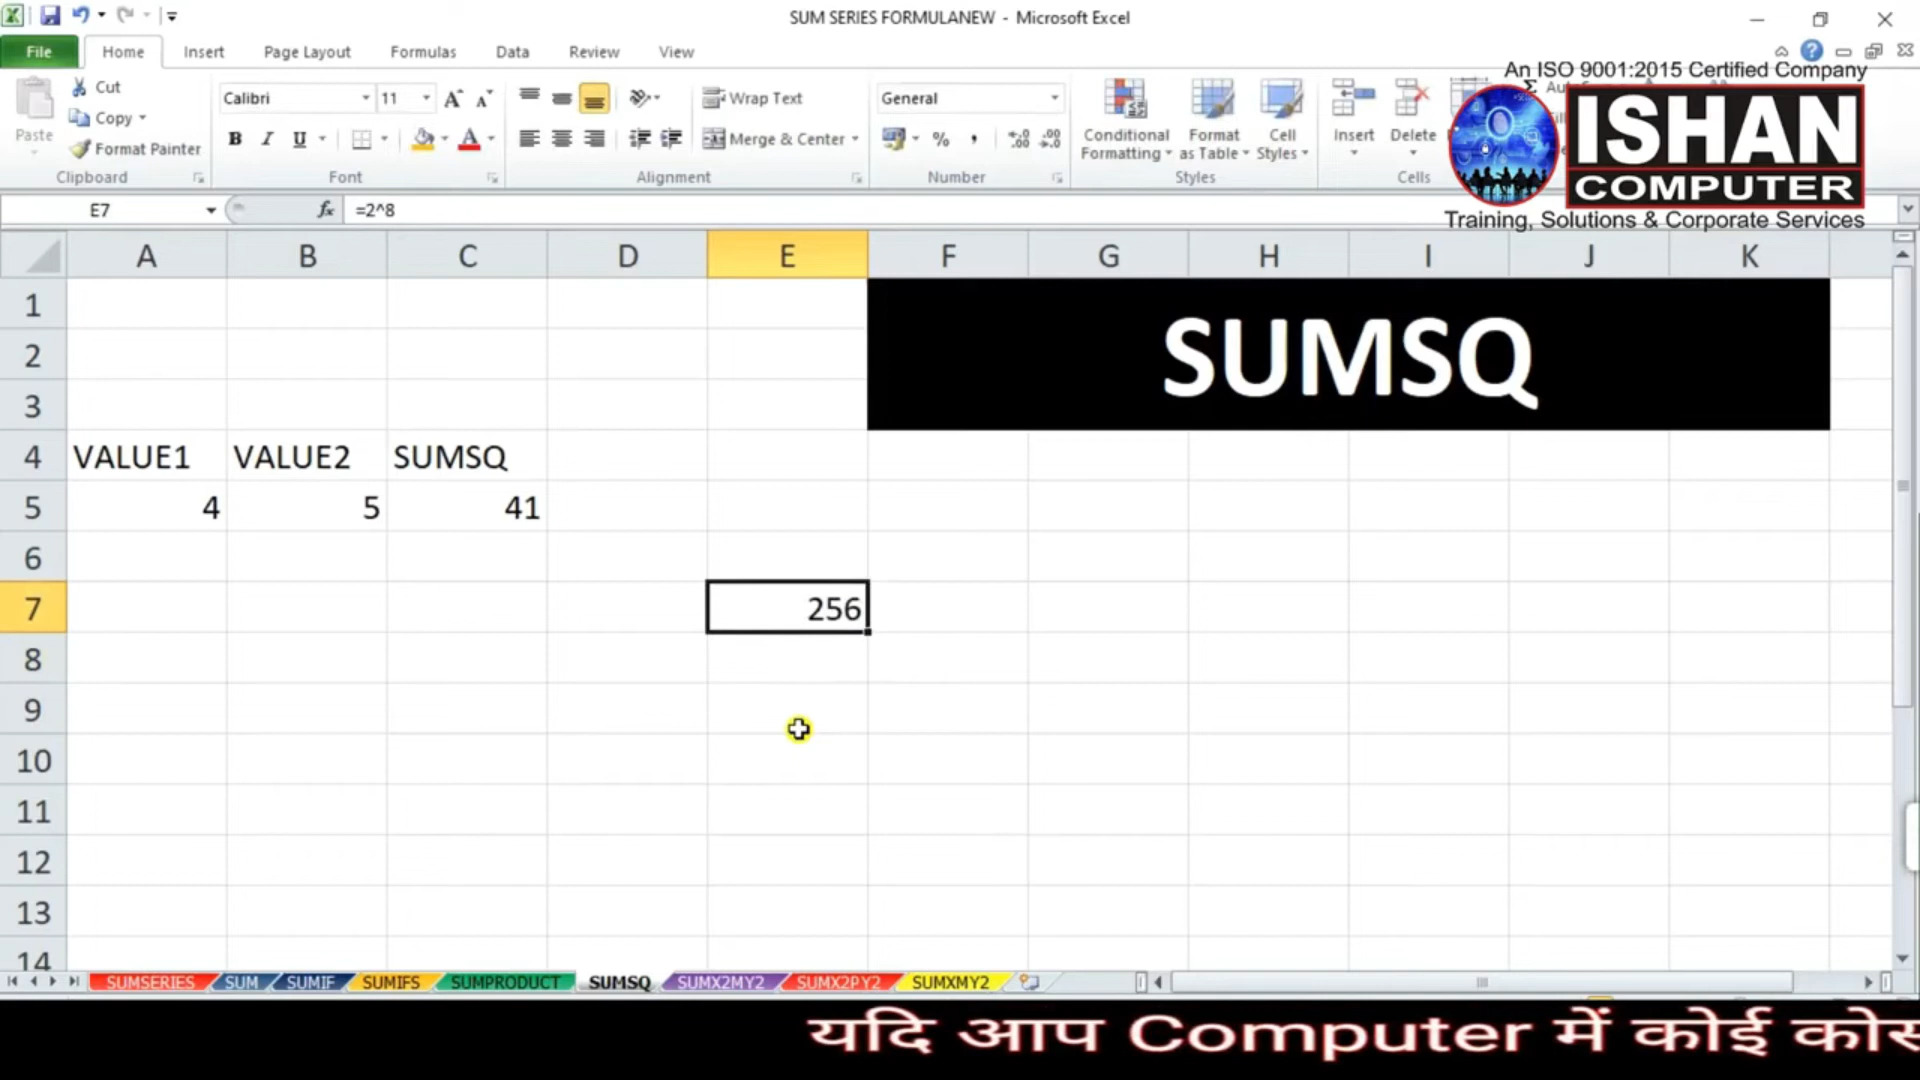 SUM SERIES FORMULANEW - Microsoft Excel
File Home Insert Page Layout Formulas Data Review View
An ISO 9001:2015 Certified Company
ISHAN
COMPUTER
Training, Solutions & Corporate Services
Paste
Cut
Copy
Format Painter
Clipboard
Calibri 11
B I U
Font
Wrap Text
Merge & Center
Alignment
General
%
Number
Conditional Formatting
Format as Table
Cell Styles
Styles
Insert Delete
Cells
E7 fx =2^8
A B C D E F G H I J K
1
SUMSQ
2
3
4 VALUE1 VALUE2 SUMSQ
5 4 5 41
6
7 256
8
9
10
11
12
13
14
SUMSERIES SUM SUMIF SUMIFS SUMPRODUCT SUMSQ SUMX2MY2 SUMX2PY2 SUMXMY2
यदि आप Computer में कोई